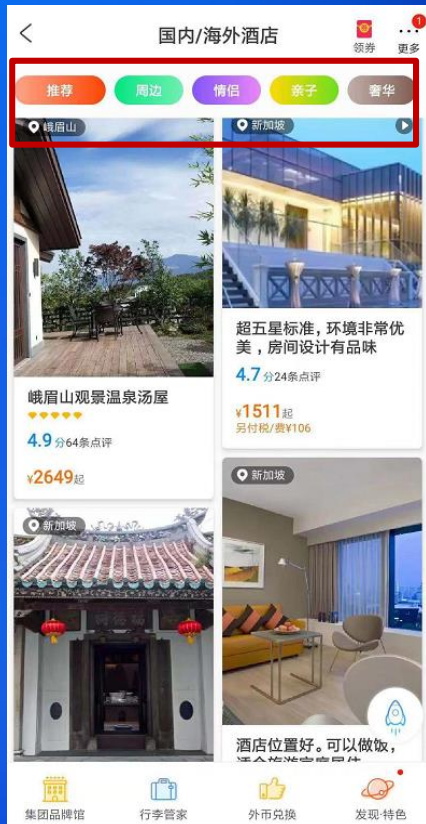 国内/海外酒店
领券
更多
推荐
周边
情侣
亲子
奢华
峨眉山
峨眉山观景温泉汤屋
4.9 分64条点评
¥2649起
新加坡
超五星标准，环境非常优
美，房间设计有品味
4.7 分24条点评
¥1511起
另付税/费¥106
新加坡
新加坡
酒店位置好。可以做饭，
集团品牌馆
行李管家
外币兑换
发现·特色